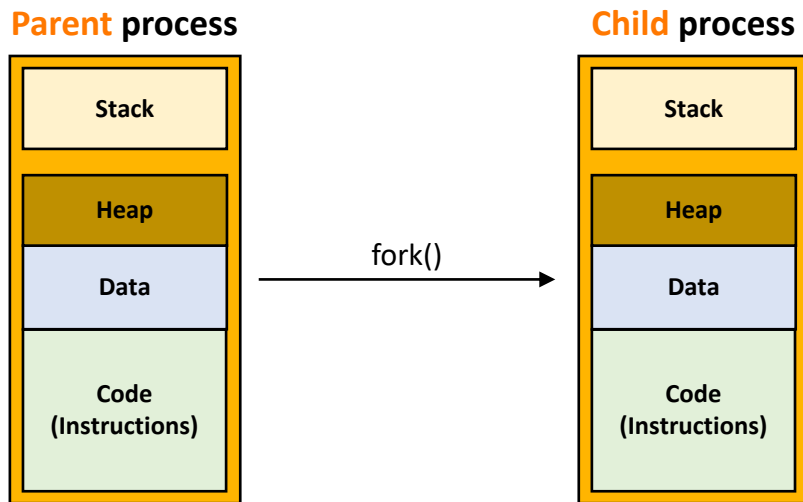 Parent process
Child process
Stack
Heap
Data
Code
(Instructions)
fork()
Stack
Heap
Data
Code
(Instructions)